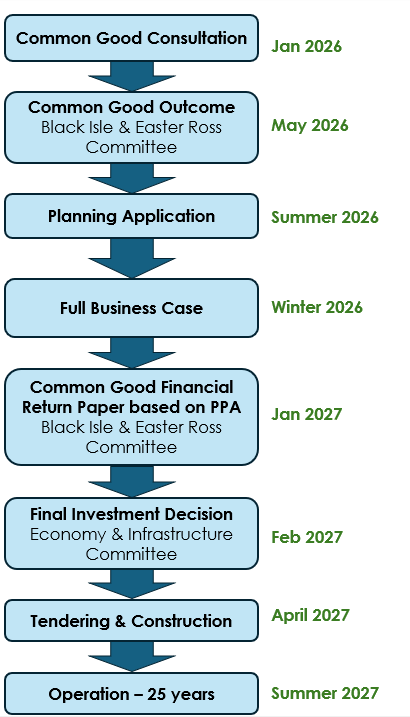 Common Good Consultation
Jan 2026
Common Good Outcome
Black Isle & Easter Ross
Committee
May 2026
Planning Application
Summer 2026
Full Business Case
Winter 2026
Common Good Financial
Return Paper based on PPA
Black Isle & Easter Ross
Committee
Jan 2027
Final Investment Decision
Economy & Infrastructure
Committee
Feb 2027
Tendering & Construction
April 2027
Operation – 25 years
Summer 2027